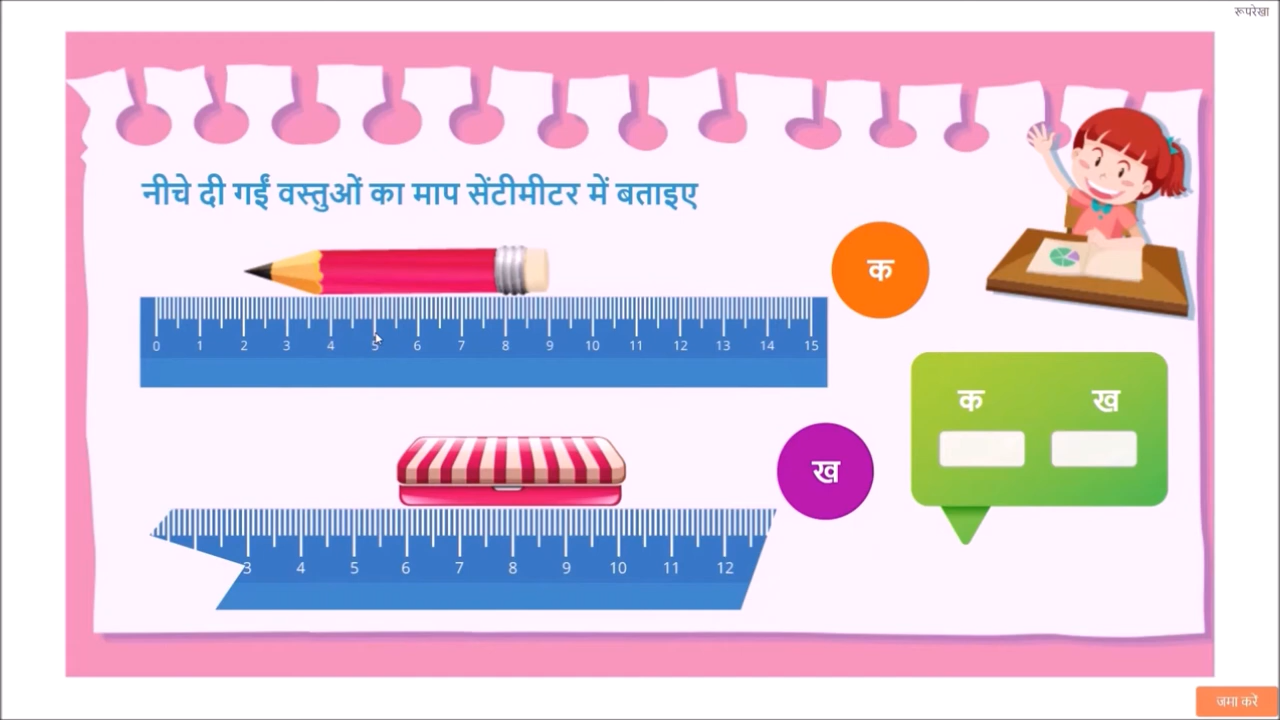 रूपरेखा
नीचे दी गईं वस्तुओं का माप सेंटीमीटर में बताइए
क
0 1 2 3 4 5 6 7 8 9 10 11 12 13 14 15
क ख
ख
3 4 5 6 7 8 9 10 11 12
जमा करें